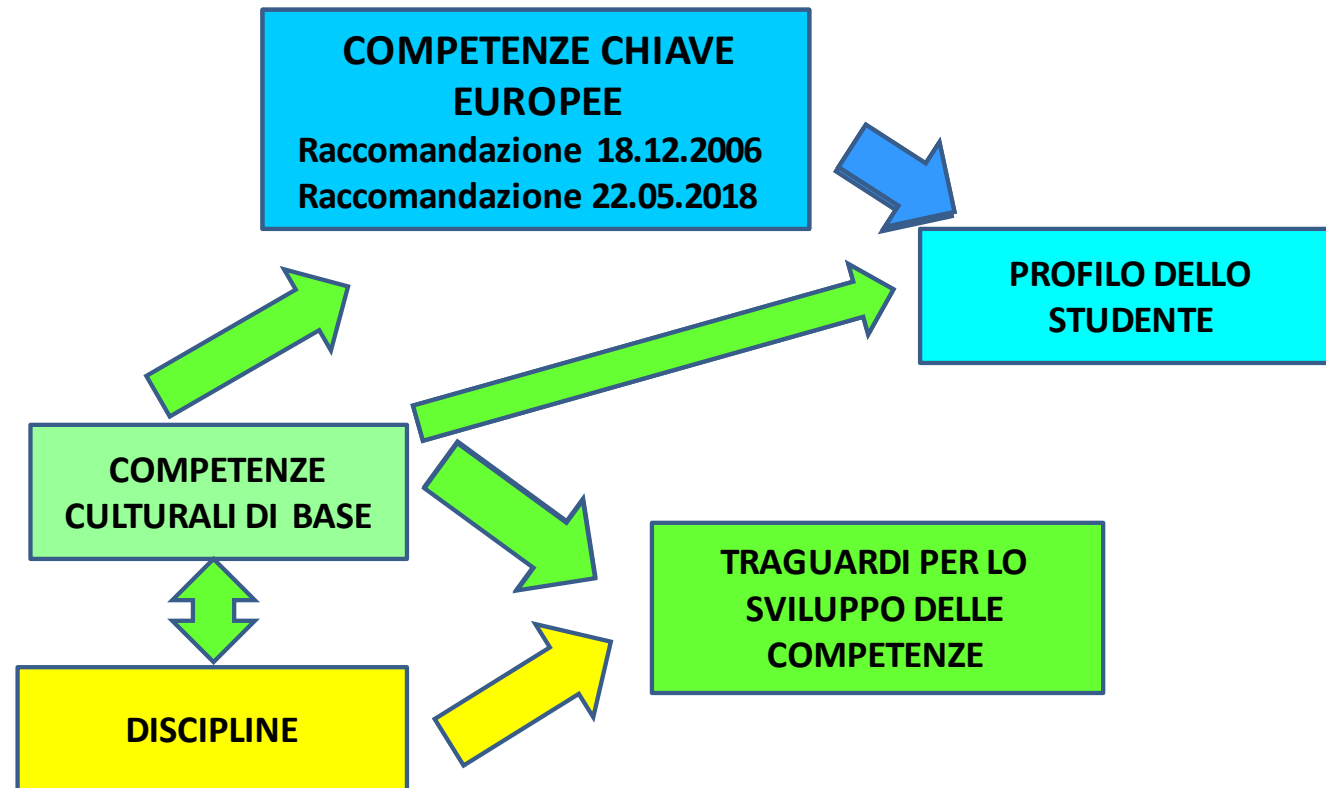 COMPETENZE CHIAVE
EUROPEE
Raccomandazione 18.12.2006
Raccomandazione 22.05.2018
PROFILO DELLO
STUDENTE
COMPETENZE
CULTURALI DI BASE
TRAGUARDI PER LO
SVILUPPO DELLE
COMPETENZE
DISCIPLINE